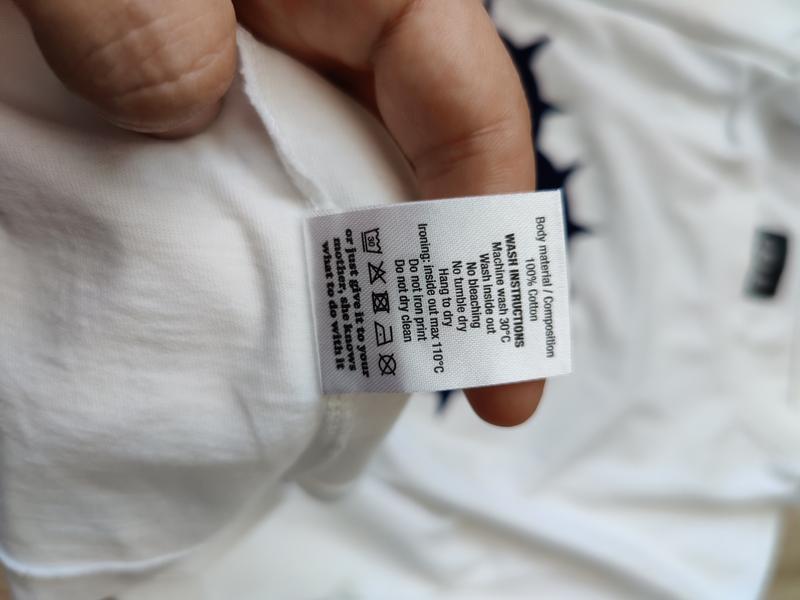 Body material / Composition
100% Cotton
WASH INSTRUCTIONS
Machine wash 30°C
Wash Inside out
No bleaching
No tumble dry
Hang to dry
Ironing: inside out max 110°C
Do not iron print
Do not dry clean
30
or just give it to your
mother, she knows
what to do with it